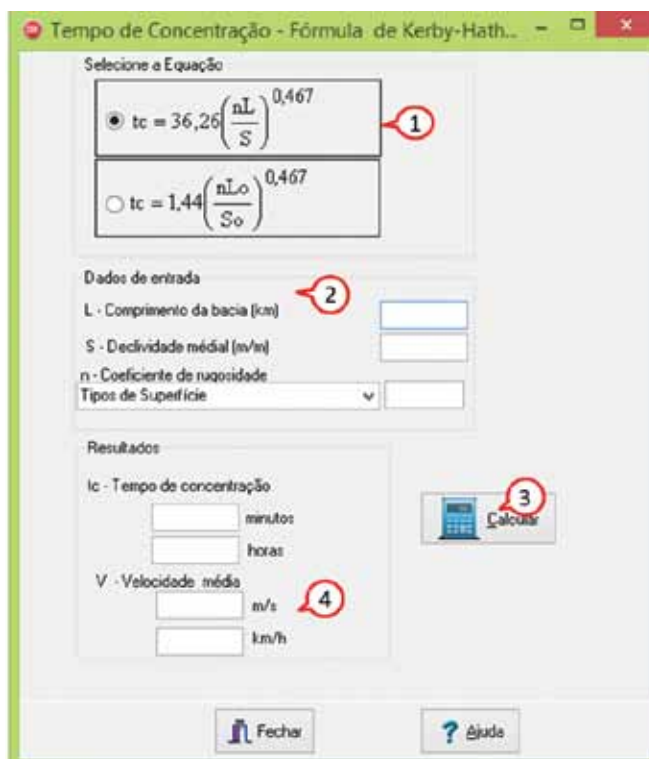 Tempo de Concentração - Fórmula de Kerby-Hath..
Selecione a Equação
tc = 36,26(nL/S)^0,467
1
tc = 1,44(nLo/So)^0,467
Dados de entrada
2
L - Comprimento da bacia (km)
S - Declividade médial (m/m)
n - Coeficiente de rugosidade
Tipos de Superfície
Resultados
tc - Tempo de concentração
minutos
horas
3
Calcular
V - Velocidade média
m/s
4
km/h
Fechar
? Ajuda